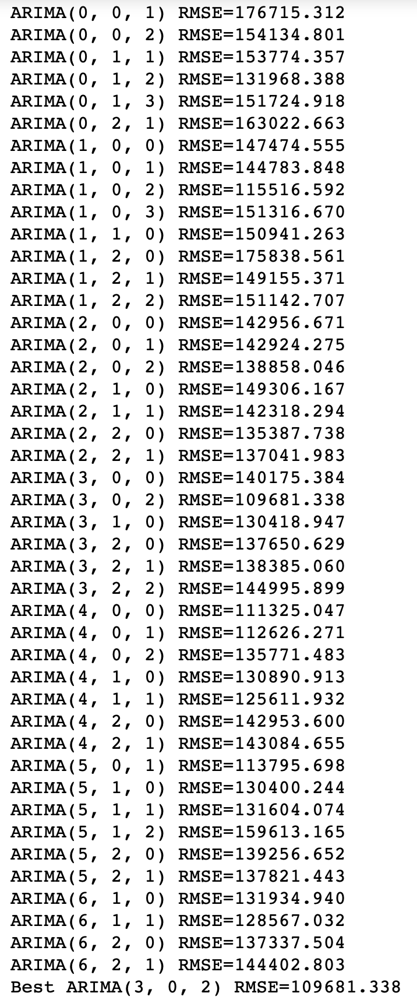 ARIMA(0, 0, 1) RMSE=176715.312
ARIMA(0, 0, 2) RMSE=154134.801
ARIMA(0, 1, 1) RMSE=153774.357
ARIMA(0, 1, 2) RMSE=131968.388
ARIMA(0, 1, 3) RMSE=151724.918
ARIMA(0, 2, 1) RMSE=163022.663
ARIMA(1, 0, 0) RMSE=147474.555
ARIMA(1, 0, 1) RMSE=144783.848
ARIMA(1, 0, 2) RMSE=115516.592
ARIMA(1, 0, 3) RMSE=151316.670
ARIMA(1, 1, 0) RMSE=150941.263
ARIMA(1, 2, 0) RMSE=175838.561
ARIMA(1, 2, 1) RMSE=149155.371
ARIMA(1, 2, 2) RMSE=151142.707
ARIMA(2, 0, 0) RMSE=142956.671
ARIMA(2, 0, 1) RMSE=142924.275
ARIMA(2, 0, 2) RMSE=138858.046
ARIMA(2, 1, 0) RMSE=149306.167
ARIMA(2, 1, 1) RMSE=142318.294
ARIMA(2, 2, 0) RMSE=135387.738
ARIMA(2, 2, 1) RMSE=137041.983
ARIMA(3, 0, 0) RMSE=140175.384
ARIMA(3, 0, 2) RMSE=109681.338
ARIMA(3, 1, 0) RMSE=130418.947
ARIMA(3, 2, 0) RMSE=137650.629
ARIMA(3, 2, 1) RMSE=138385.060
ARIMA(3, 2, 2) RMSE=144995.899
ARIMA(4, 0, 0) RMSE=111325.047
ARIMA(4, 0, 1) RMSE=112626.271
ARIMA(4, 0, 2) RMSE=135771.483
ARIMA(4, 1, 0) RMSE=130890.913
ARIMA(4, 1, 1) RMSE=125611.932
ARIMA(4, 2, 0) RMSE=142953.600
ARIMA(4, 2, 1) RMSE=143084.655
ARIMA(5, 0, 1) RMSE=113795.698
ARIMA(5, 1, 0) RMSE=130400.244
ARIMA(5, 1, 1) RMSE=131604.074
ARIMA(5, 1, 2) RMSE=159613.165
ARIMA(5, 2, 0) RMSE=139256.652
ARIMA(5, 2, 1) RMSE=137821.443
ARIMA(6, 1, 0) RMSE=131934.940
ARIMA(6, 1, 1) RMSE=128567.032
ARIMA(6, 2, 0) RMSE=137337.504
ARIMA(6, 2, 1) RMSE=144402.803
Best ARIMA(3, 0, 2) RMSE=109681.338